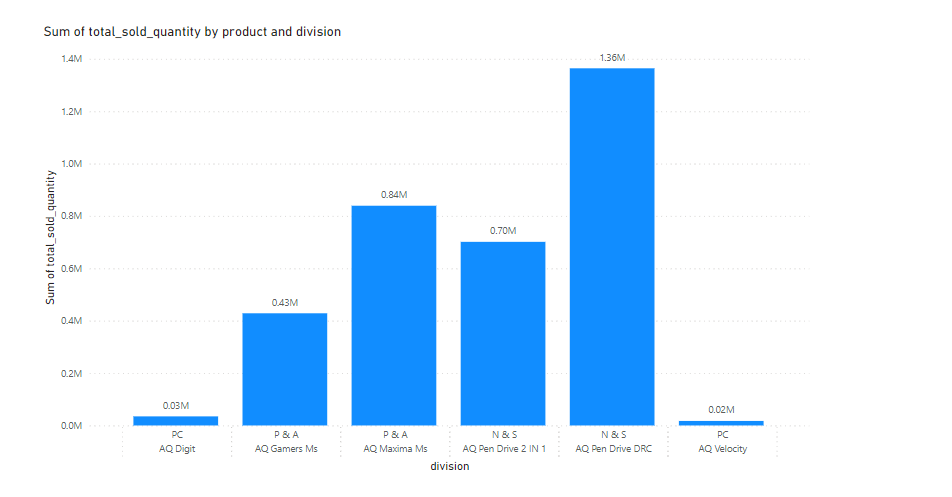 Sum of total_sold_quantity by product and division
Sum of total_sold_quantity
1.4M
1.2M
1.0M
0.8M
0.6M
0.4M
0.2M
0.0M
0.03M
0.43M
0.84M
0.70M
1.36M
0.02M
PC P & A P & A N & S N & S PC
AQ Digit AQ Gamers Ms AQ Maxima Ms AQ Pen Drive 2 IN 1 AQ Pen Drive DRC AQ Velocity
division